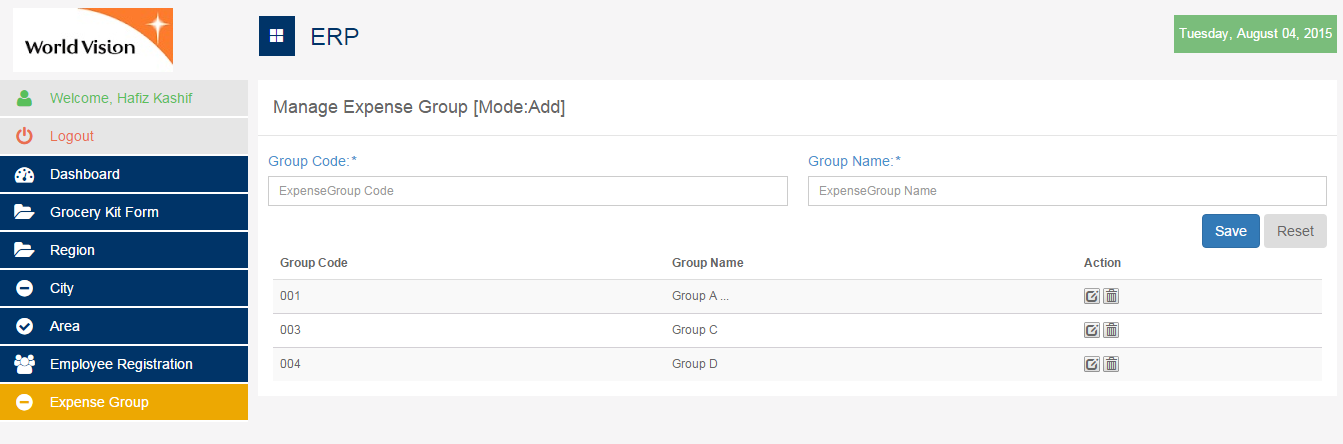 World Vision
ERP
Tuesday, August 04, 2015
Welcome, Hafiz Kashif
Logout
Dashboard
Grocery Kit Form
Region
City
Area
Employee Registration
Expense Group
Manage Expense Group [Mode:Add]
Group Code:* Group Name:*
ExpenseGroup Code ExpenseGroup Name
Save Reset
Group Code Group Name Action
001 Group A ...
003 Group C
004 Group D